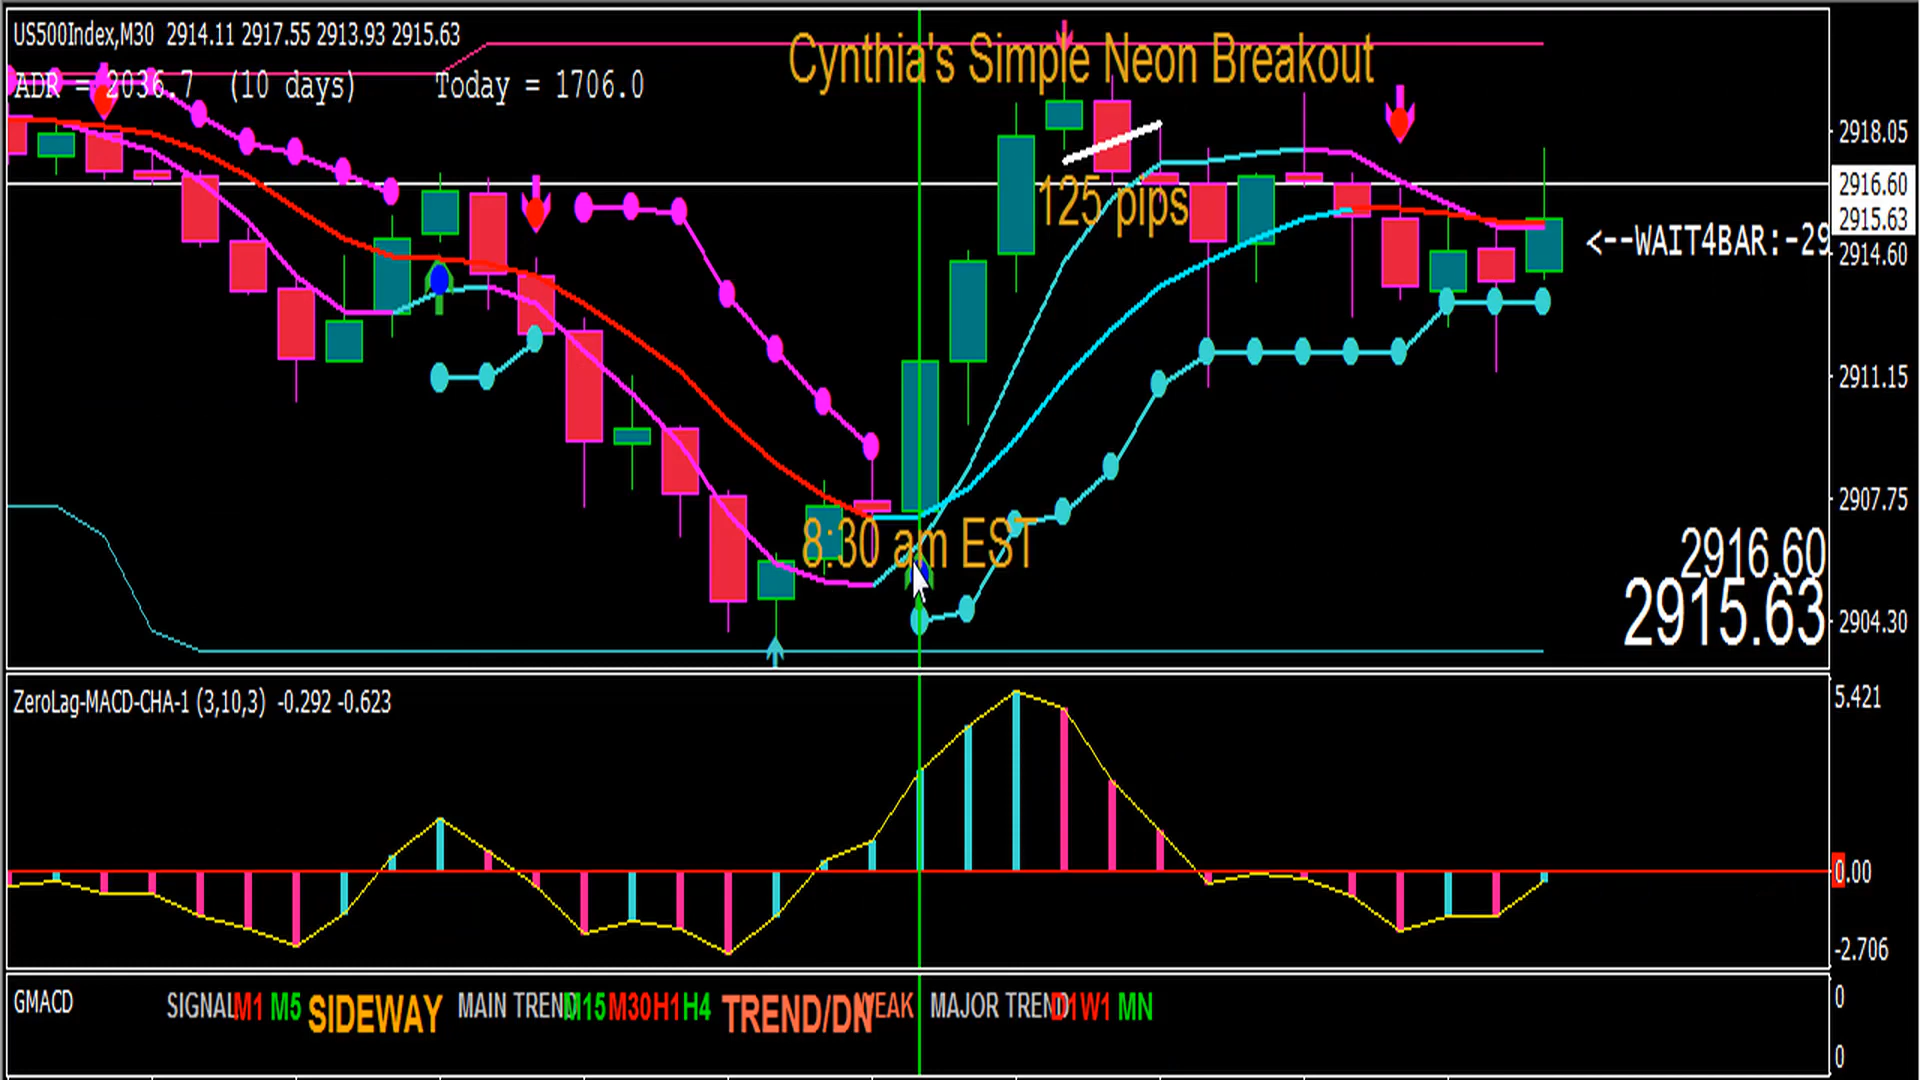 US500Index,M30 2914.11 2917.55 2913.93 2915.63
Cynthia's Simple Neon Breakout
ADR = 2036.7 (10 days) Today = 1706.0
2918.05
2916.60
125 pips
2915.63
<--WAIT4BAR:-29
2914.60
2911.15
2907.75
8:30 am EST
2916.60
2915.63
2904.30
ZeroLag-MACD-CHA-1 (3,10,3) -0.292 -0.623
5.421
0.00
-2.706
GMACD SIGNAL M1 M5 SIDEWAY MAIN TREND M15 M30 H1 H4 TREND/DN WEAK MAJOR TREND D1 W1 MN
0
0